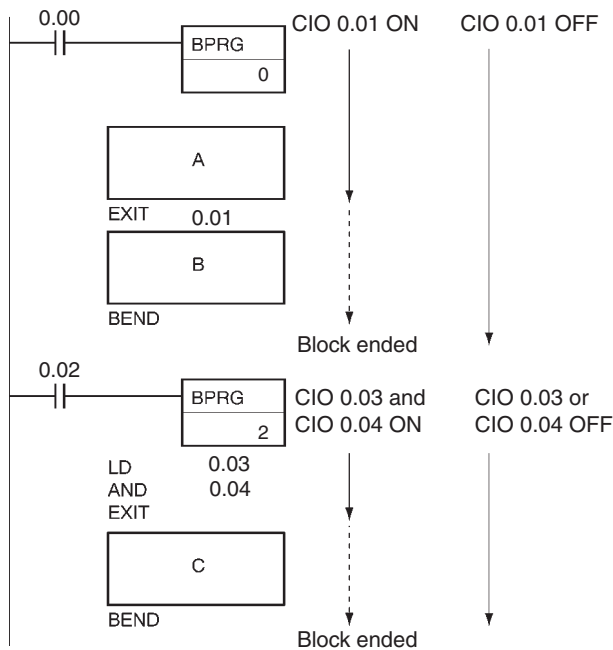 0.00
BPRG
0
CIO 0.01 ON
CIO 0.01 OFF
A
EXIT 0.01
B
BEND
Block ended
0.02
BPRG
2
CIO 0.03 and
CIO 0.04 ON
CIO 0.03 or
CIO 0.04 OFF
LD 0.03
AND 0.04
EXIT
C
BEND
Block ended